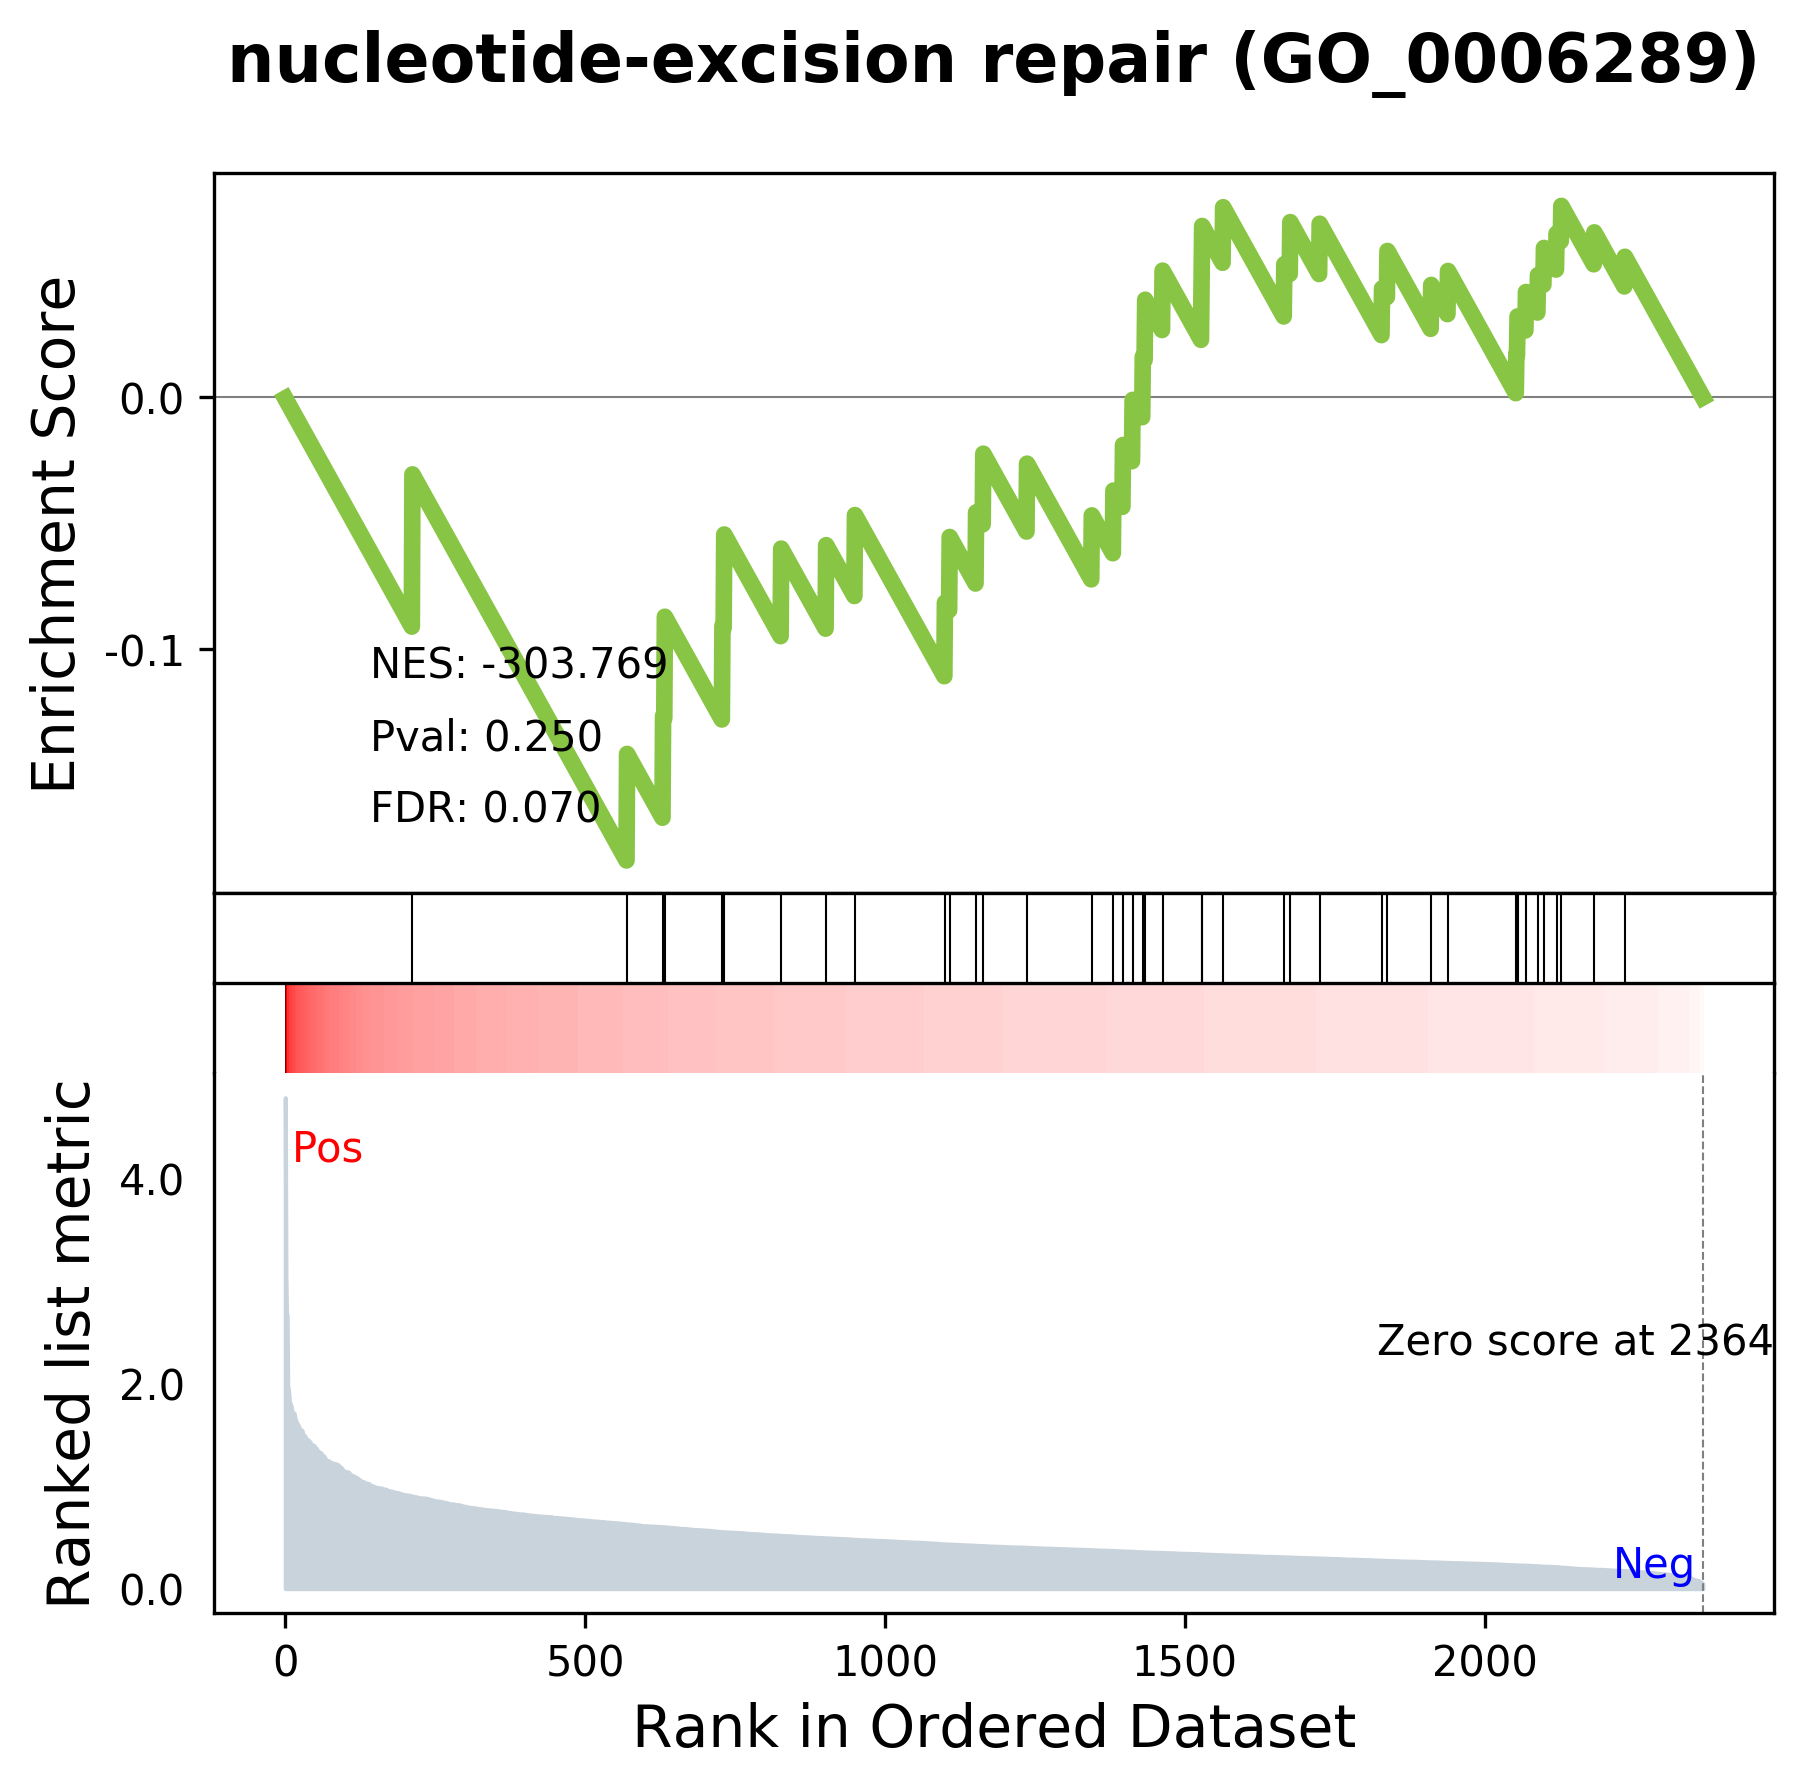 nucleotide-excision repair (GO_0006289)
Enrichment Score
0.0
-0.1
NES: -303.769
Pval: 0.250
FDR: 0.070
Ranked list metric
4.0
2.0
0.0
Pos
Zero score at 2364
Neg
0 500 1000 1500 2000
Rank in Ordered Dataset